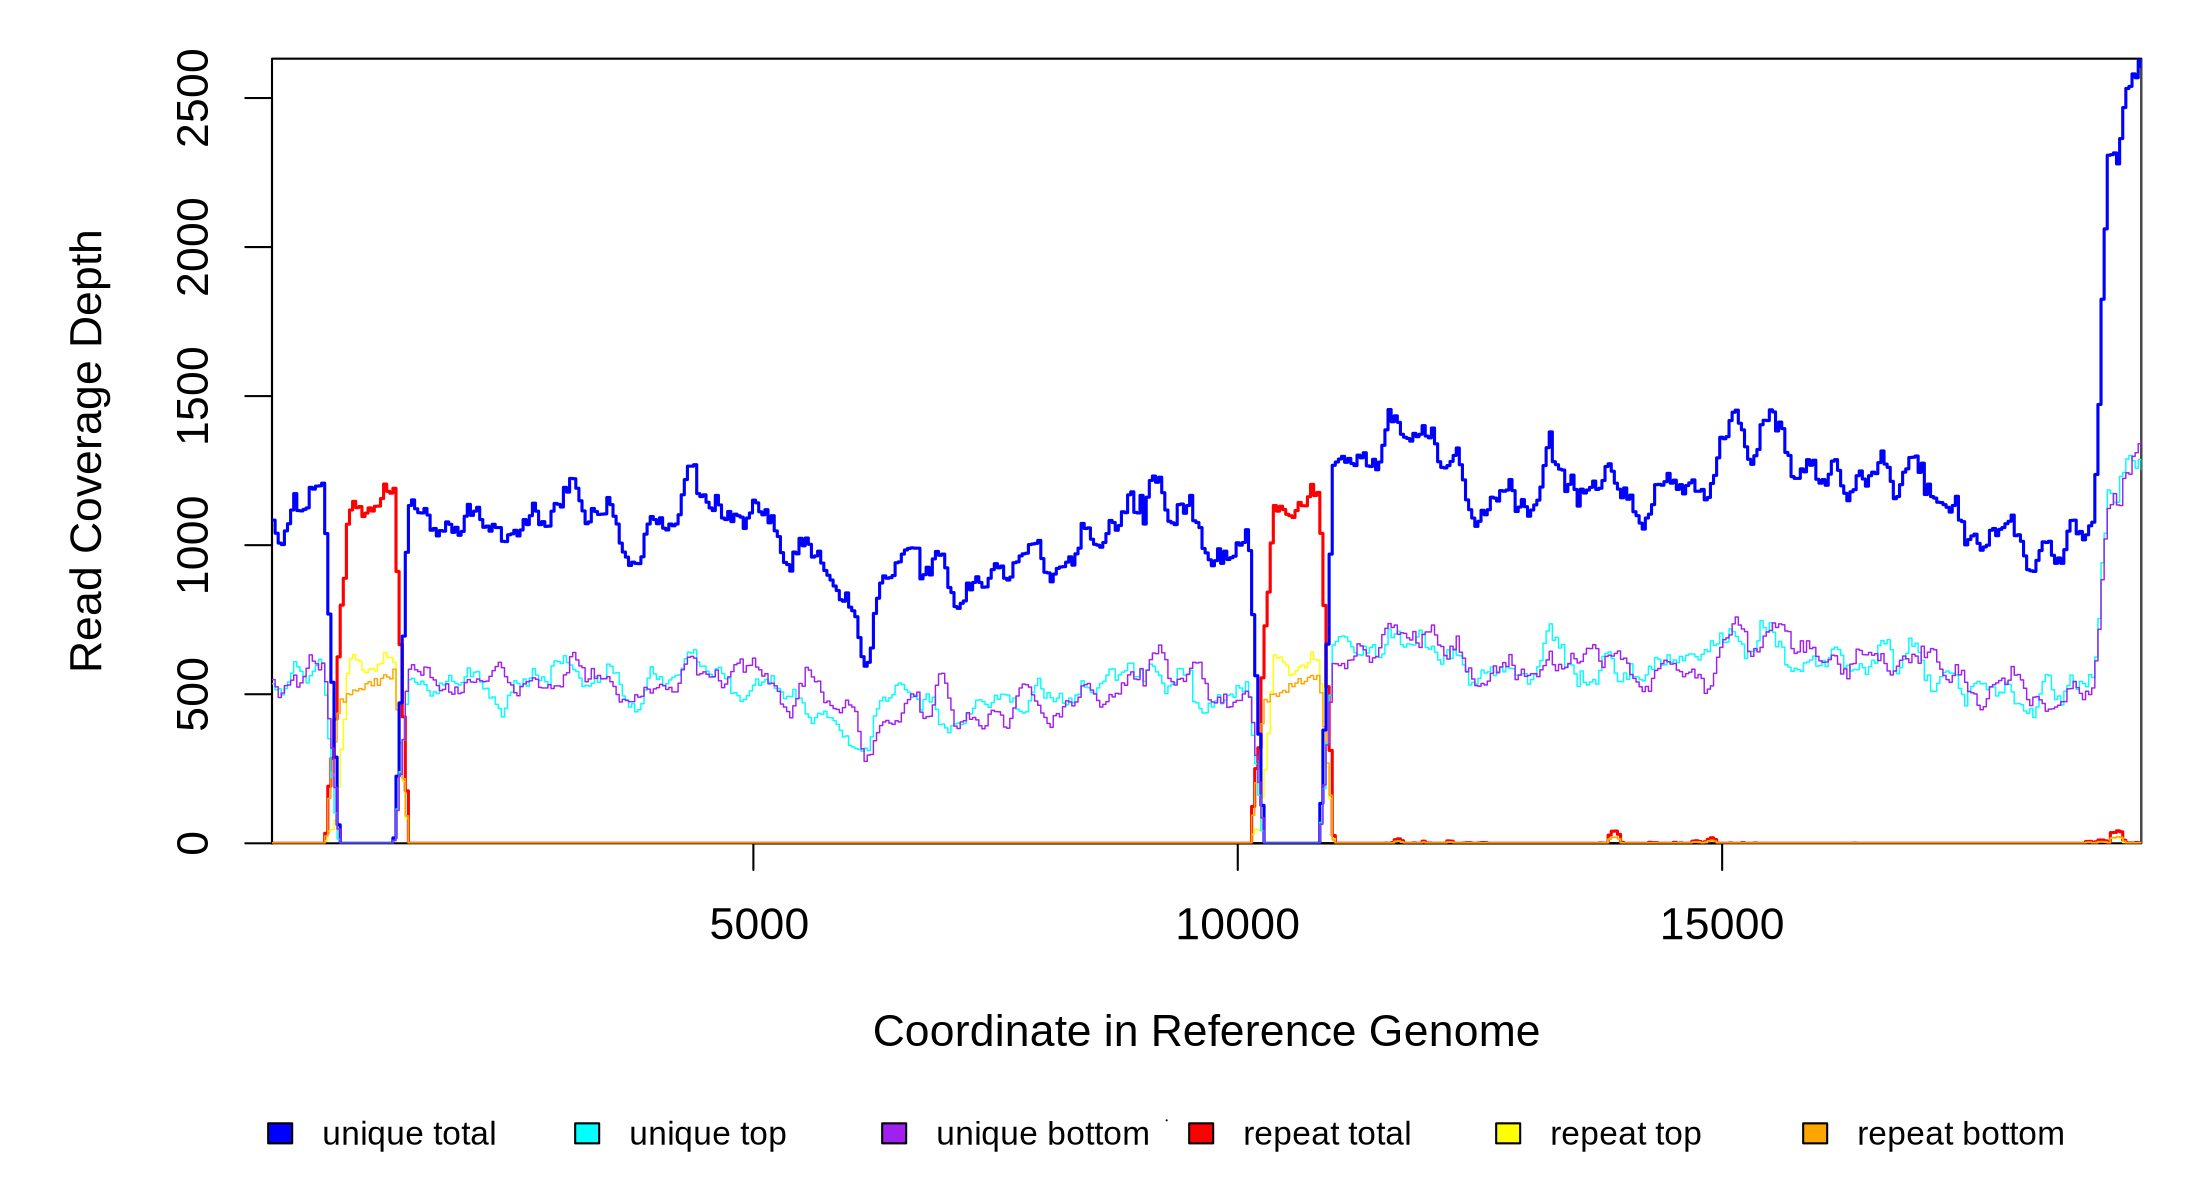 Read Coverage Depth
2500
2000
1500
1000
500
0
5000 10000 15000
Coordinate in Reference Genome
unique total unique top unique bottom repeat total repeat top repeat bottom